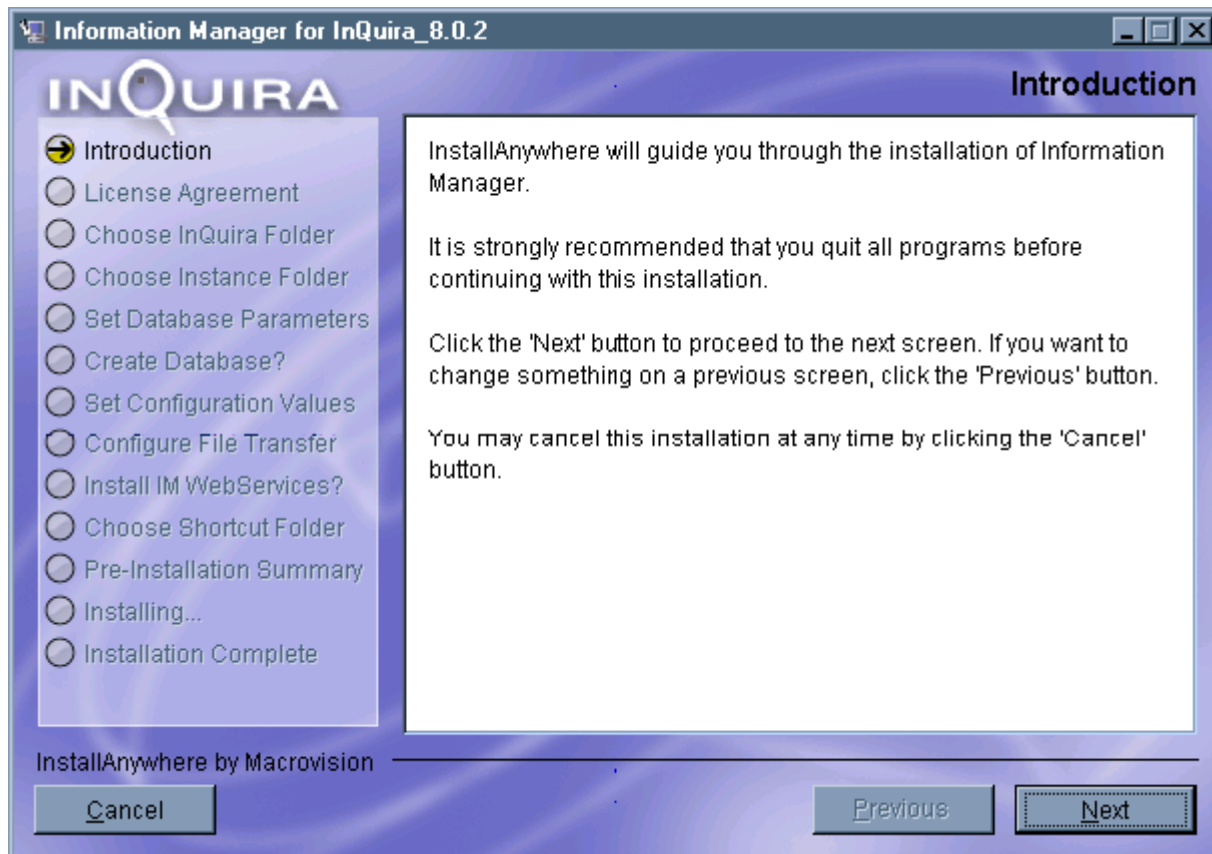 Information Manager for InQuira_8.0.2
INQUIRA
Introduction
Introduction
License Agreement
Choose InQuira Folder
Choose Instance Folder
Set Database Parameters
Create Database?
Set Configuration Values
Configure File Transfer
Install IM WebServices?
Choose Shortcut Folder
Pre-Installation Summary
Installing...
Installation Complete
InstallAnywhere will guide you through the installation of Information
Manager.
It is strongly recommended that you quit all programs before
continuing with this installation.
Click the 'Next' button to proceed to the next screen. If you want to
change something on a previous screen, click the 'Previous' button.
You may cancel this installation at any time by clicking the 'Cancel'
button.
InstallAnywhere by Macrovision
Cancel
Previous
Next